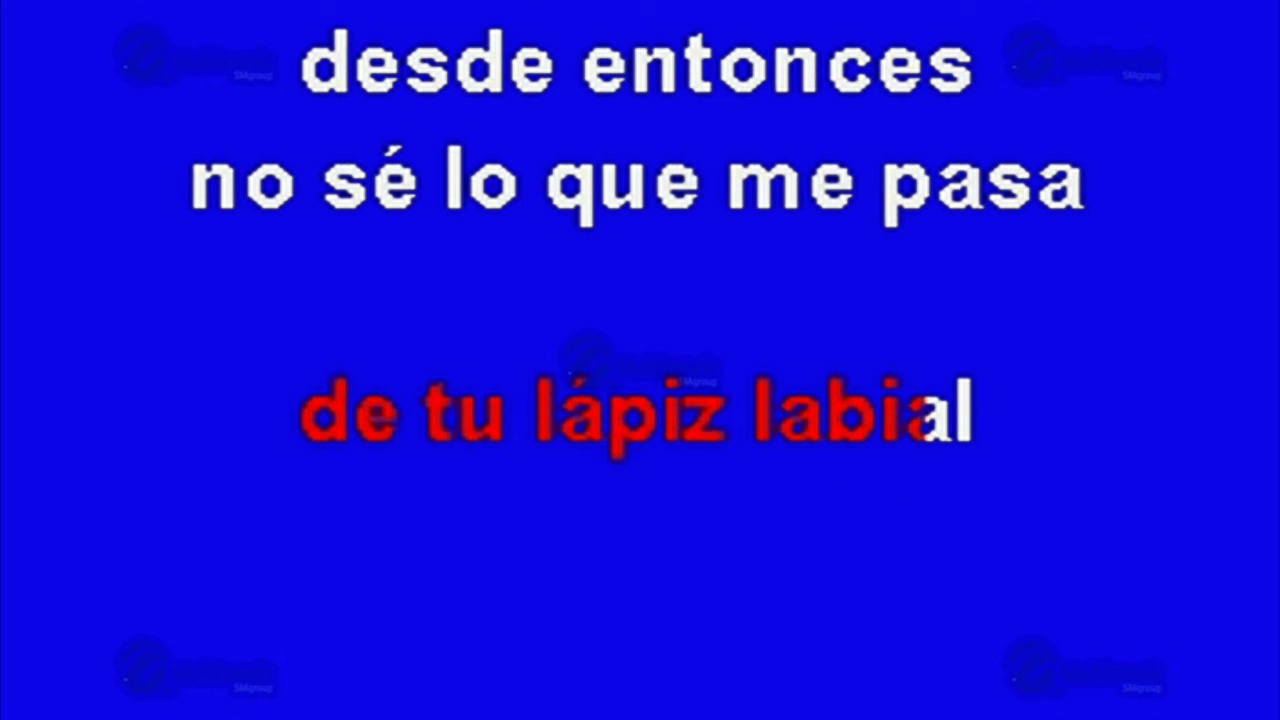 desde entonces
no sé lo que me pasa
de tu lápiz labial